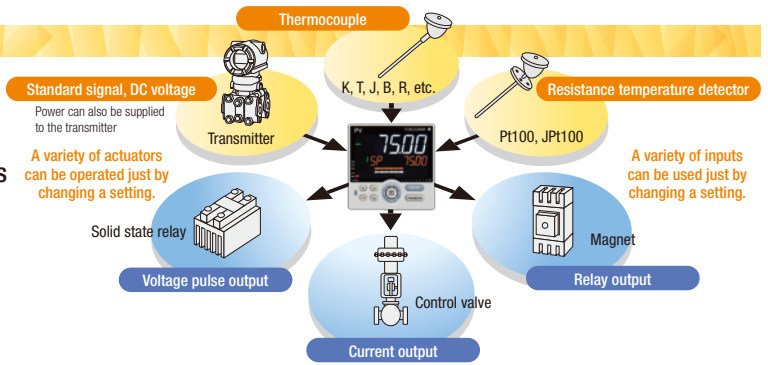 Thermocouple
K, T, J, B, R, etc.
Standard signal, DC voltage
Power can also be supplied
to the transmitter
Transmitter
Resistance temperature detector
Pt100, JPt100
A variety of actuators
can be operated just by
changing a setting.
S
A variety of inputs
can be used just by
changing a setting.
PV
YOKOGAWA
75.00
SP 75.00
Solid state relay
Voltage pulse output
Control valve
Current output
Magnet
Relay output